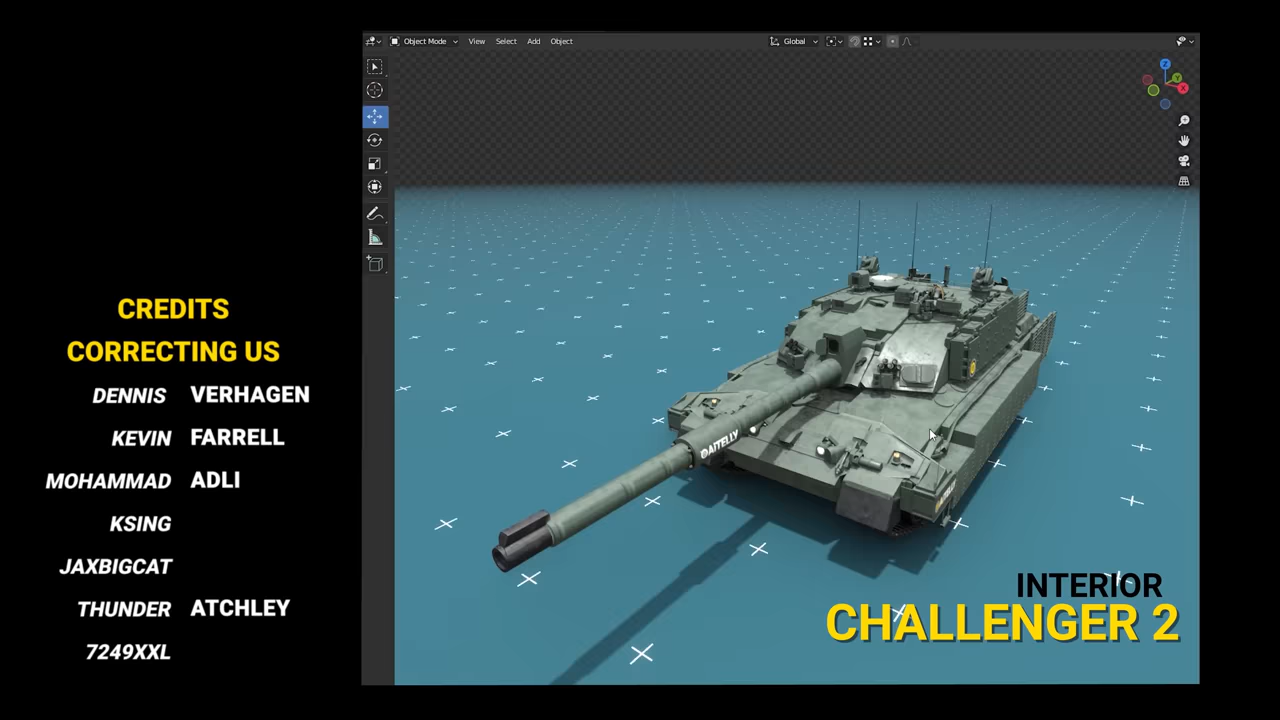 Object Mode View Select Add Object Global
Z
Y
X
CREDITS
CORRECTING US
DENNIS VERHAGEN
KEVIN FARRELL
MOHAMMAD ADLI
KSING
JAXBIGCAT
THUNDER ATCHLEY
7249XXL
@AITELLY
INTERIOR
CHALLENGER 2